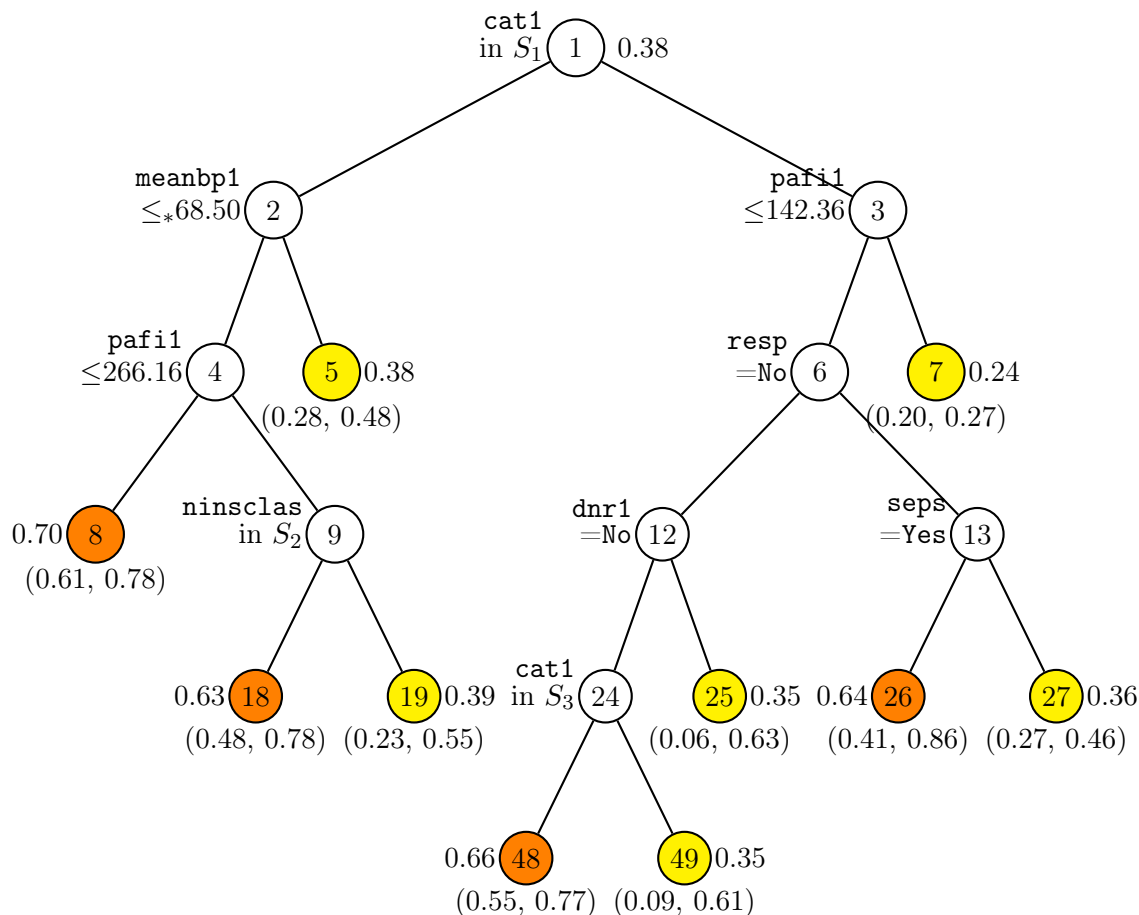 cat1
in S₁ 1 0.38
meanbp1
≤*68.50 2
pafi1
≤142.36 3
pafi1
≤266.16 4
5 0.38
(0.28, 0.48)
resp
=No 6
7 0.24
(0.20, 0.27)
0.70 8
(0.61, 0.78)
ninsclas
in S₂ 9
dnr1
=No 12
seps
=Yes 13
0.63 18
(0.48, 0.78)
19 0.39
(0.23, 0.55)
cat1
in S₃ 24
25 0.35
(0.06, 0.63)
0.64 26
(0.41, 0.86)
27 0.36
(0.27, 0.46)
0.66 48
(0.55, 0.77)
49 0.35
(0.09, 0.61)